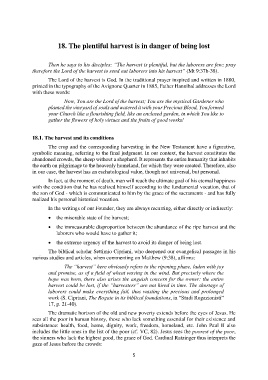 18. The plentiful harvest is in danger of being lost
Then he says to his disciples: "The harvest is plentiful, but the laborers are few; pray
therefore the Lord of the harvest to send out laborers into his harvest" (Mt 9:37b-38).
The Lord of the harvest is God. In the traditional prayer inspired and written in 1880,
printed in the typography of the Avignone Quarter in 1885, Father Hannibal addresses the Lord
with these words:
Now, You are the Lord of the harvest; You are the mystical Gardener who
planted the vineyard of souls and watered it with your Precious Blood. You formed
your Church like a flourishing field, like an enclosed garden, in which You like to
gather the flowers of holy virtues and the fruits of good works.
18.1. The harvest and its conditions
The crop and the corresponding harvesting in the New Testament have a figurative,
symbolic meaning, referring to the final judgment. In our context, the harvest constitutes the
abandoned crowds, the sheep without a shepherd. It represents the entire humanity that inhabits
the earth on pilgrimage to the heavenly homeland, for which they were created. Therefore, also
in our case, the harvest has an eschatological value, though not universal, but personal.
In fact, at the moment of death, man will reach the ultimate goal of his eternal happiness
with the condition that he has realized himself according to the fundamental vocation, that of
the son of God - which is communicated to him by the grace of the sacraments - and has fully
realized his personal historical vocation.
In the writings of our Founder, they are always recurring, either directly or indirectly:
• the miserable state of the harvest;
• the immeasurable disproportion between the abundance of the ripe harvest and the
laborers who would have to gather it;
• the extreme urgency of the harvest to avoid its danger of being lost.
The biblical scholar Settimio Cipriani, who deepened our evangelical passages in his
various studies and articles, when commenting on Matthew (9:38), affirms:
The "harvest" here obviously refers to the ripening phase, laden with joy
and promise, as of a field of wheat waving in the wind. But precisely where the
hope was born, there also arises the anguish concern for the owner: the entire
harvest could be lost, if the "harvesters" are not hired in time. The shortage of
laborers could make everything fail, thus wasting the precious and prolonged
work (S. Cipriani, The Rogate in its biblical foundations, in "Studi Rogazionisti"
17, p. 21-40).
The dramatic horizon of the old and new poverty extends before the eyes of Jesus. He
sees all the poor in human history, those who lack something essential for their existence and
subsistence: health, food, home, dignity, work, freedom, homeland, etc. John Paul II also
includes the little ones in the list of the poor (cf. VC, 82). Jesus sees the poorest of the poor,
the sinners who lack the highest good, the grace of God. Cardinal Ratzinger thus interprets the
gaze of Jesus before the crowds:
5